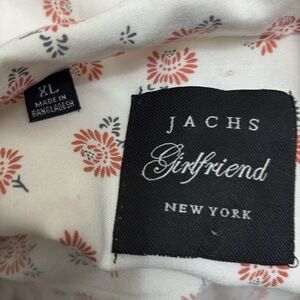 XL
MADE IN
BANGLADESH
JACHS
Girlfriend
NEW YORK